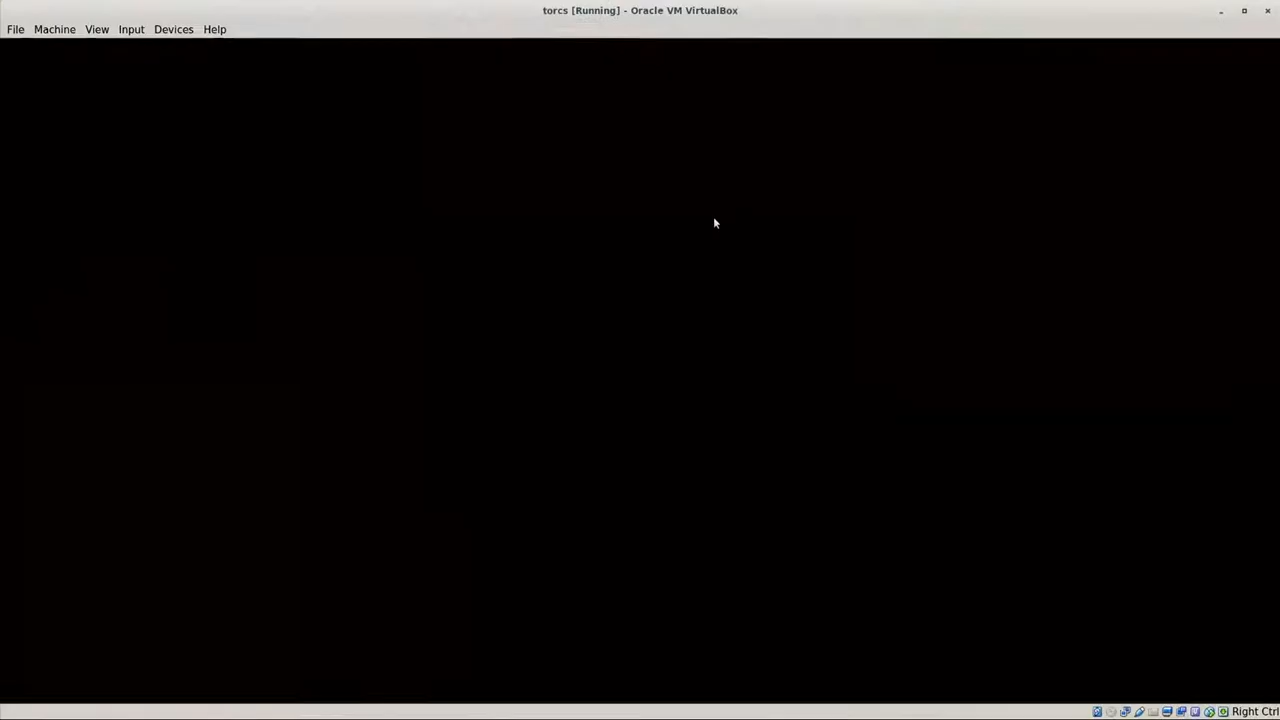 torcs [Running] - Oracle VM VirtualBox
File Machine View Input Devices Help
Right Ctrl